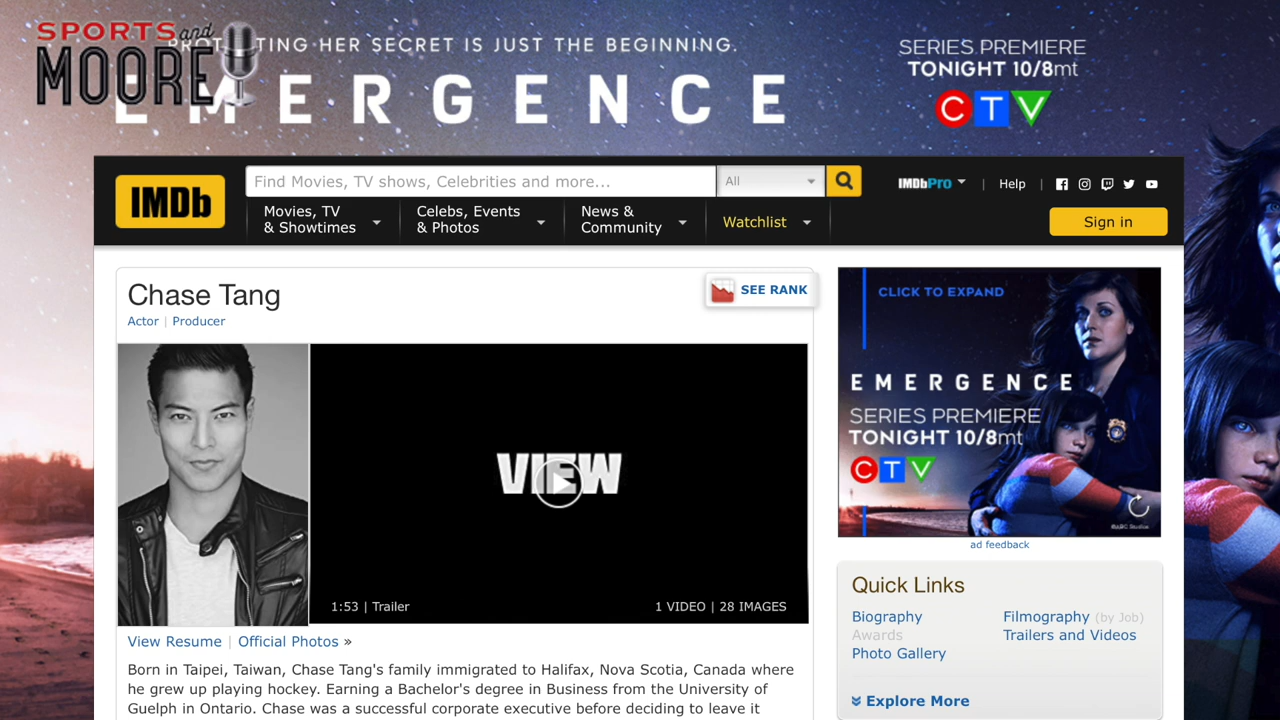 SPORTS and
MOORE
TING HER SECRET IS JUST THE BEGINNING.
EMERGENCE
SERIES PREMIERE
TONIGHT 10/8mt
CTV
IMDb
Find Movies, TV shows, Celebrities and more...
All
IMDbPro | Help |
Movies, TV
& Showtimes
Celebs, Events
& Photos
News &
Community
Watchlist
Sign in
Chase Tang
SEE RANK
Actor | Producer
VIEW
1:53 | Trailer
1 VIDEO | 28 IMAGES
View Resume | Official Photos »
Born in Taipei, Taiwan, Chase Tang's family immigrated to Halifax, Nova Scotia, Canada where
he grew up playing hockey. Earning a Bachelor's degree in Business from the University of
Guelph in Ontario. Chase was a successful corporate executive before deciding to leave it
CLICK TO EXPAND
EMERGENCE
SERIES PREMIERE
TONIGHT 10/8mt
CTV
ad feedback
Quick Links
Biography
Awards
Photo Gallery
Filmography (by Job)
Trailers and Videos
Explore More